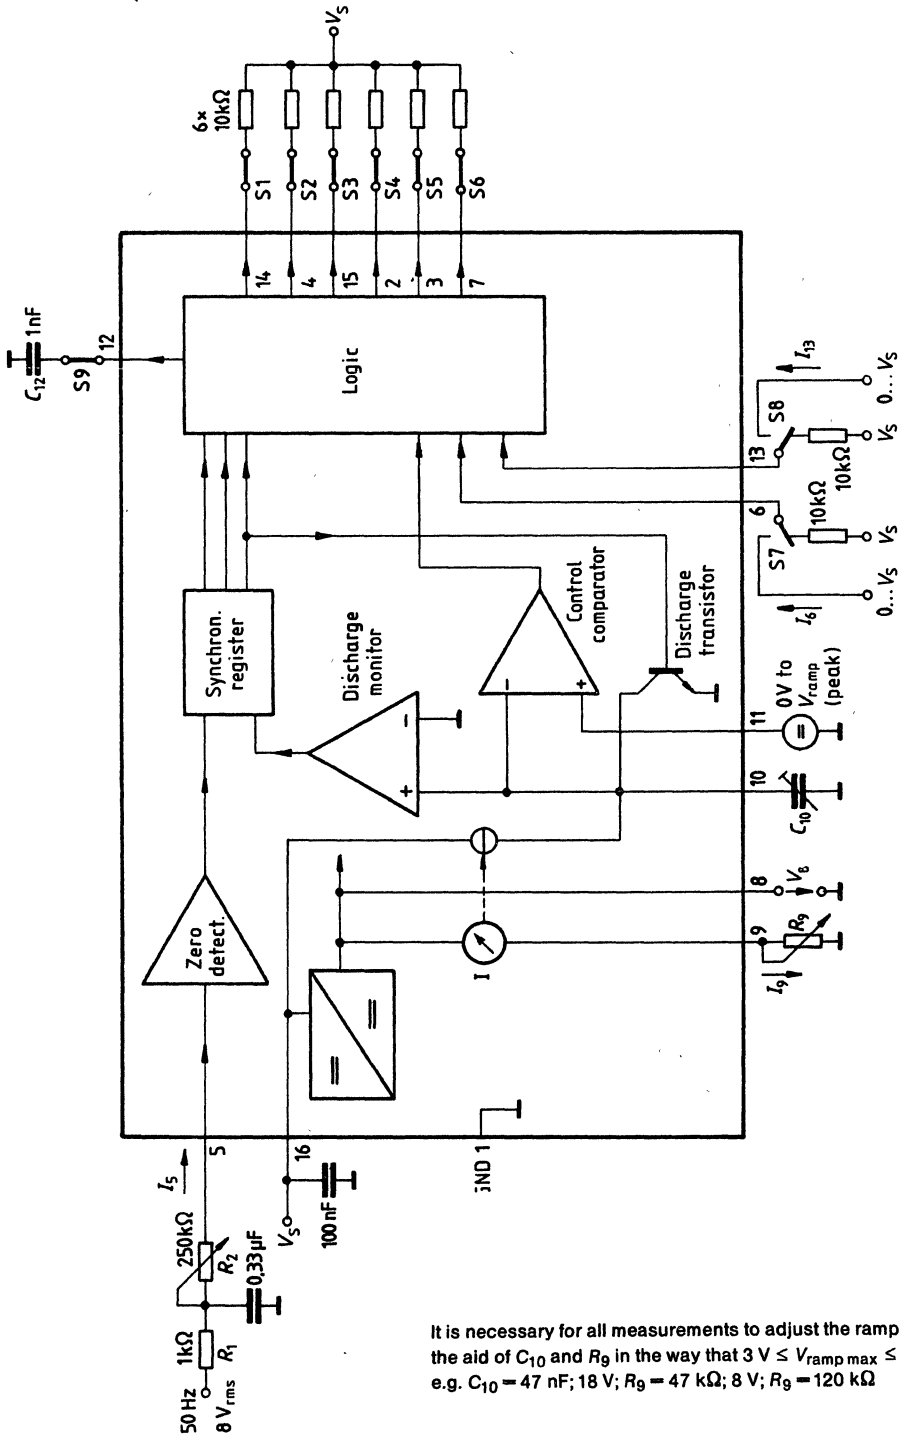 50 Hz
8 Vrms
1kΩ
R1
250kΩ
R2
0,33µF
I5
5
VS
100nF
16
GND 1
Zero
detect.
Synchron.
register
Discharge
monitor
+
-
Control
comparator
-
+
Discharge
transistor
I
=
=
Logic
C12
1nF
S9
12
14
4
15
2
3
7
S1
S2
S3
S4
S5
S6
6×
10kΩ
VS
9
R9
I9
8
V8
10
C10
11
=
0V to
Vramp
(peak)
6
S7
10kΩ
I6
0...VS
VS
13
S8
10kΩ
I13
VS
0...VS
It is necessary for all measurements to adjust the ramp
the aid of C10 and R9 in the way that 3 V ≤ Vramp max ≤
e.g. C10 = 47 nF; 18 V; R9 = 47 kΩ; 8 V; R9 = 120 kΩ